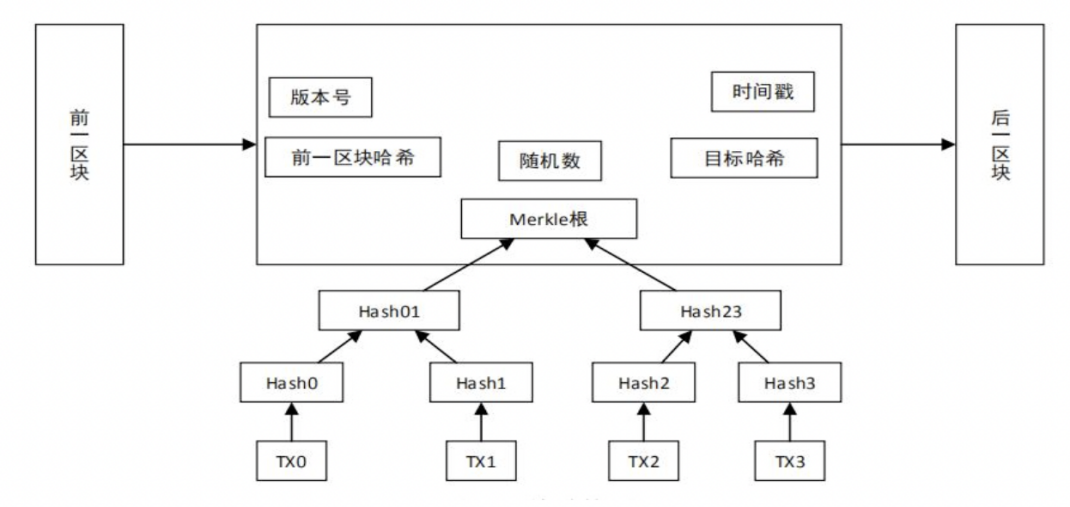 前一区块
版本号
时间戳
后一区块
前一区块哈希
随机数
目标哈希
Merkle根
Hash01
Hash23
Hash0
Hash1
Hash2
Hash3
TX0
TX1
TX2
TX3